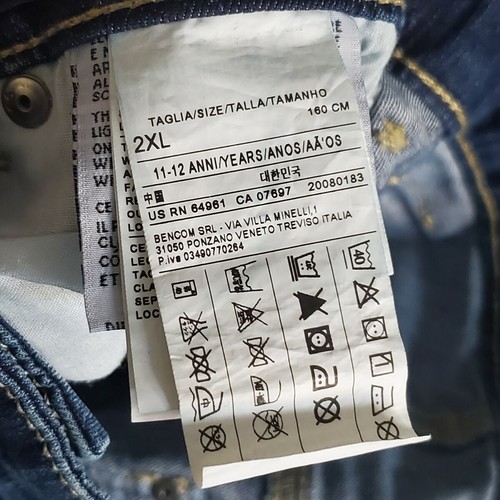 TAGLIA/SIZE/TALLA/TAMANHO
160 CM
2XL
11-12 ANNI/YEARS/ANOS/AÃ'OS
中国 대한민국
US RN 64961 CA 07697 20080183
BENCOM SRL - VIA VILLA MINELLI,1
31050 PONZANO VENETO TREVISO ITALIA
P.iva 03490770264
40